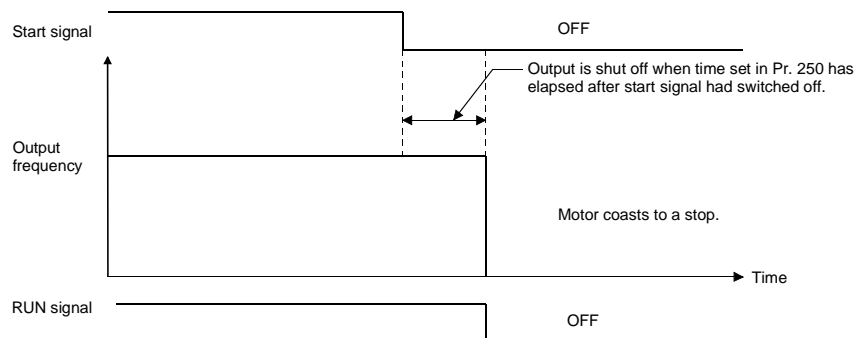 Start signal
OFF
Output is shut off when time set in Pr. 250 has
elapsed after start signal had switched off.
Output
frequency
Motor coasts to a stop.
Time
RUN signal
OFF